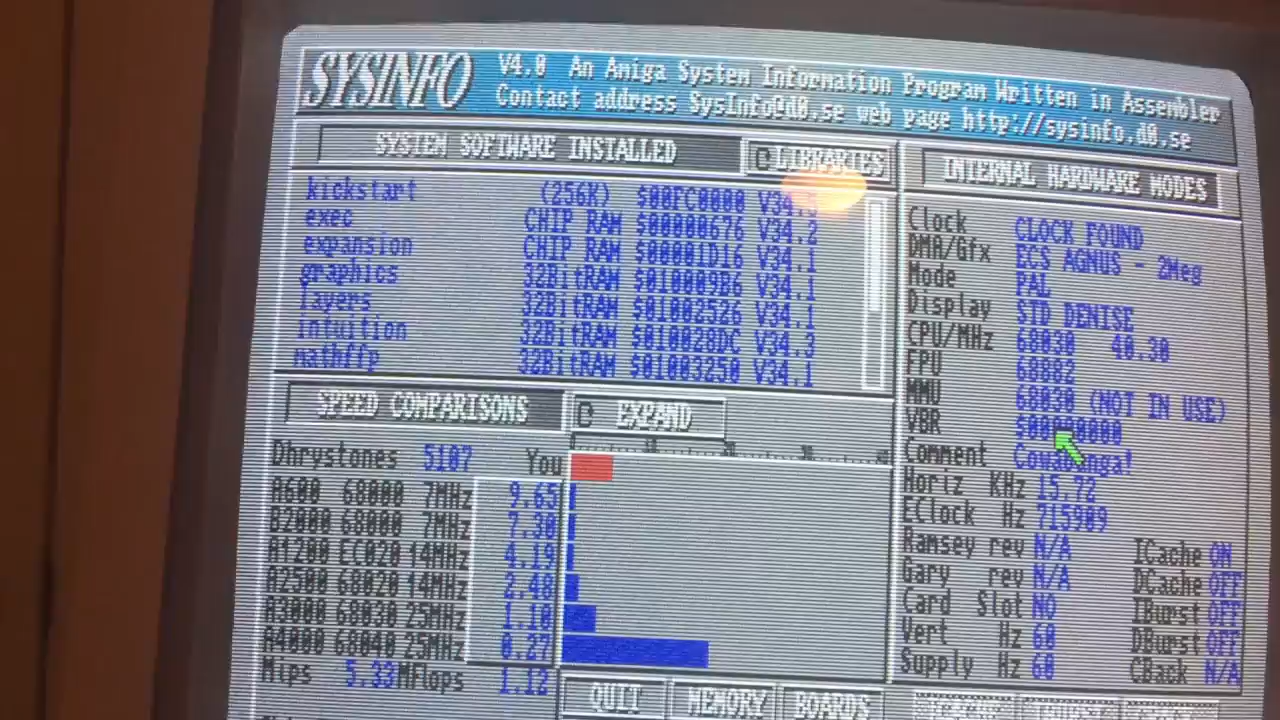 SYSINFO
V4.0 An Amiga System Information Program Written in Assembler
Contact address SysInfo@d0.se web page http://sysinfo.d0.se
SYSTEM SOFTWARE INSTALLED LIBRARIES
kickstart (256K) $00FC0000 V34.3
exec CHIP RAM $00000676 V34.2
expansion CHIP RAM $00001D16 V34.1
graphics 32BitRAM $010009B6 V34.1
layers 32BitRAM $01002526 V34.1
intuition 32BitRAM $010028DC V34.3
mathffp 32BitRAM $01003250 V34.1
INTERNAL HARDWARE MODES
Clock CLOCK FOUND
DMA/Gfx ECS AGNUS - 2Meg
Mode PAL
Display STD DENISE
CPU/MHz 68030 40.30
FPU 68882
MMU 68030 (NOT IN USE)
VBR
Comment Cowabunga!
Horiz KHz 15.72
EClock Hz 715909
Ramsey rev N/A ICache ON
Gary rev N/A DCache OFF
Card Slot NO IBurst OFF
Vert Hz 60 DBurst OFF
Supply Hz 60 CBack N/A
SPEED COMPARISONS EXPAND
Dhrystones 5107 You
A600 68000 7MHz 9.65
B2000 68000 7MHz 7.30
A1200 EC020 14MHz 4.19
A2500 68020 14MHz 2.48
A3000 68030 25MHz 1.10
A4000 68040 25MHz 0.27
Mips 5.33 MFlops 1.12
QUIT MEMORY BOARDS